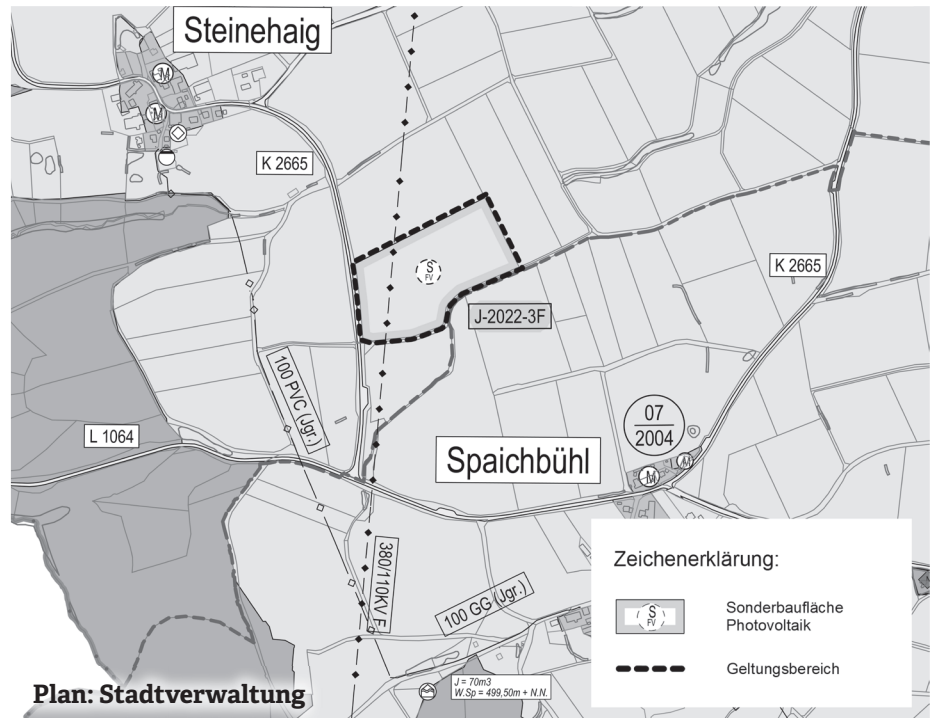 Steinehaig
M
M
K 2665
S
FV
K 2665
J-2022-3F
100 PVC (Jgr.)
07
2004
L 1064
Spaichbühl
M
M
380/110KV F
100 GG (Jgr.)
Zeichenerklärung:
S
FV
Sonderbaufläche
Photovoltaik
Geltungsbereich
J = 70m3
W.Sp = 499,50m + N.N.
Plan: Stadtverwaltung